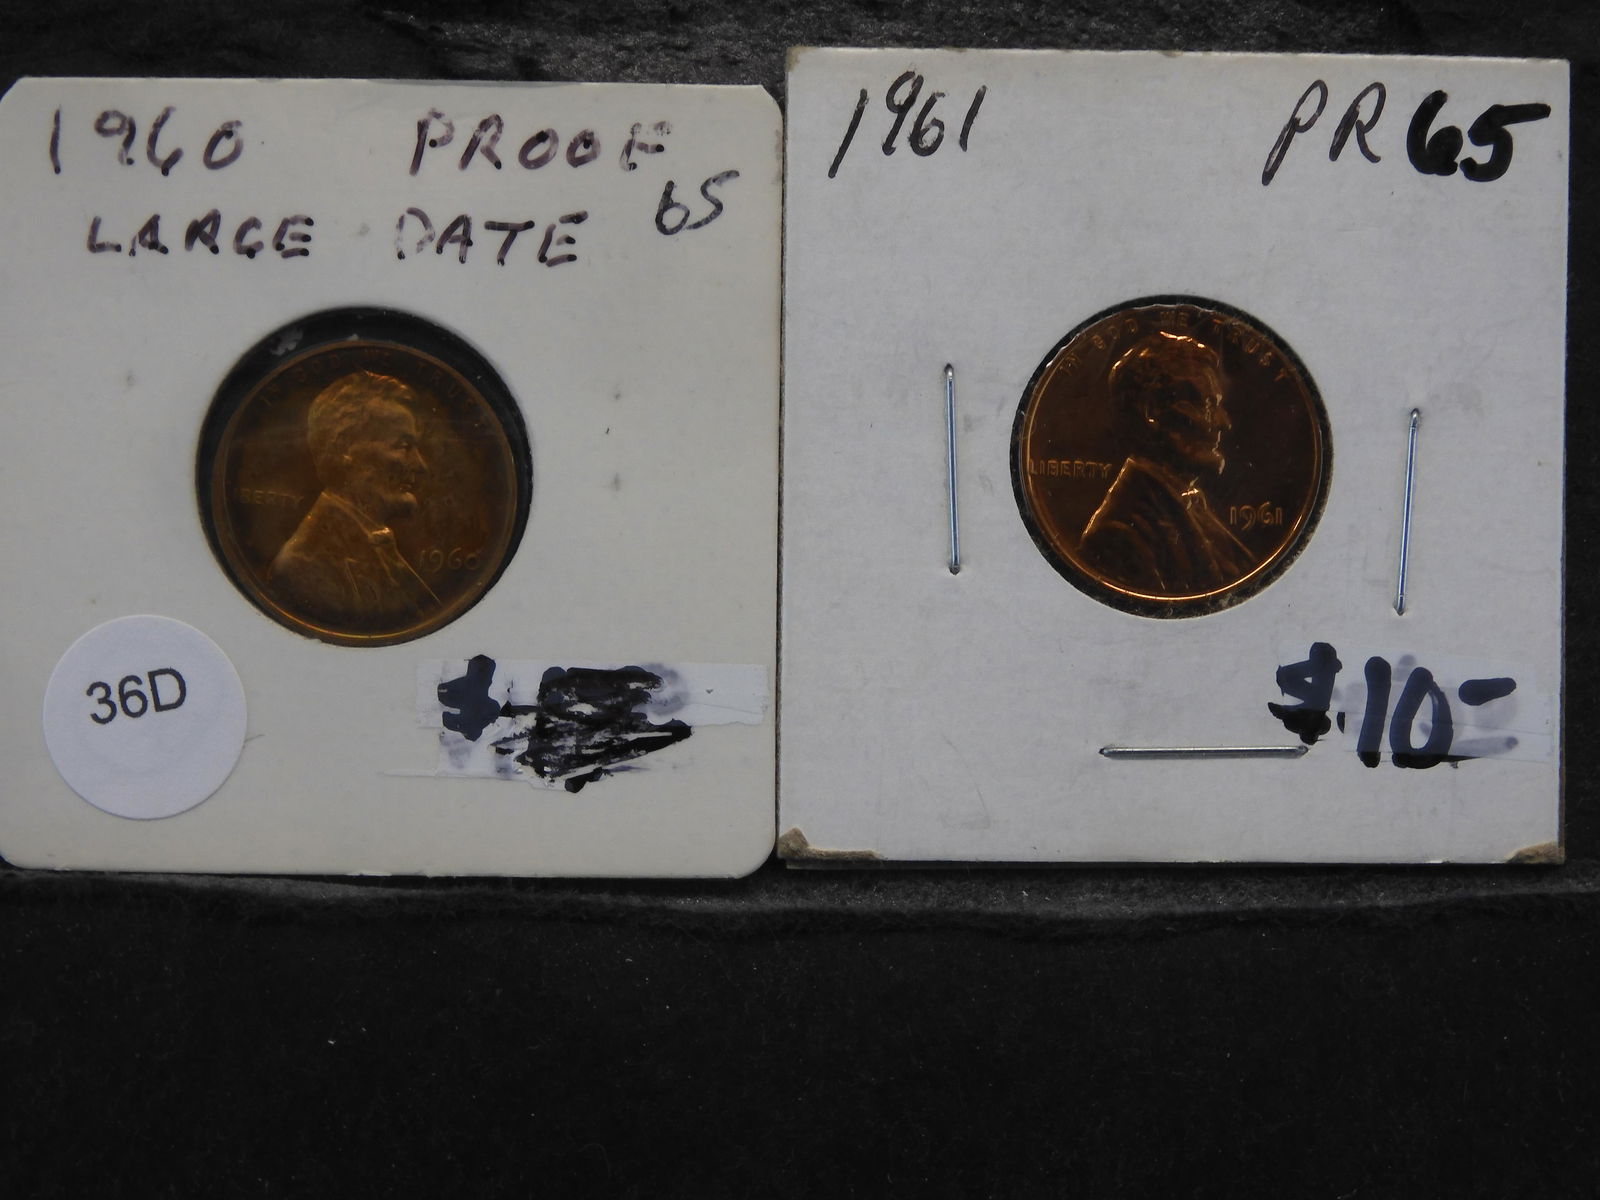 1960 PROOF
65
LARGE DATE
IN GOD WE TRUST
BERTY
1960
36D
$
1961 PR65
IN GOD WE TRUST
LIBERTY
1961
$.10-